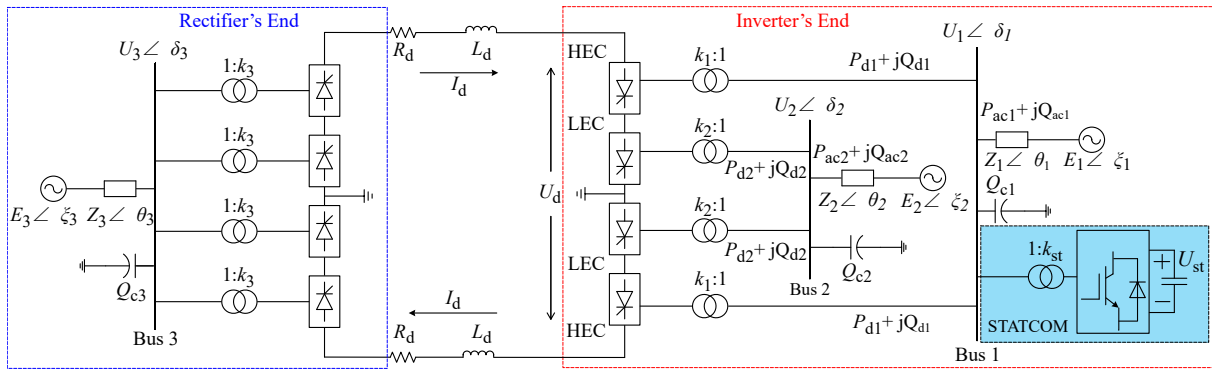 Rectifier's End
Inverter's End
U3∠ δ3
1:k3
1:k3
1:k3
1:k3
E3∠ ξ3
Z3∠ θ3
Qc3
Bus 3
Rd
Ld
Id
Ud
Id
Rd
Ld
HEC
LEC
LEC
HEC
k1:1
k2:1
k2:1
k1:1
Pd1+ jQd1
U2∠ δ2
Pd2+ jQd2
Pac2+ jQac2
Z2∠ θ2
E2∠ ξ2
Pd2+ jQd2
Qc2
Bus 2
Pd1+ jQd1
U1∠ δ1
Pac1+ jQac1
Z1∠ θ1
E1∠ ξ1
Qc1
1:kst
+
Ust
−
STATCOM
Bus 1